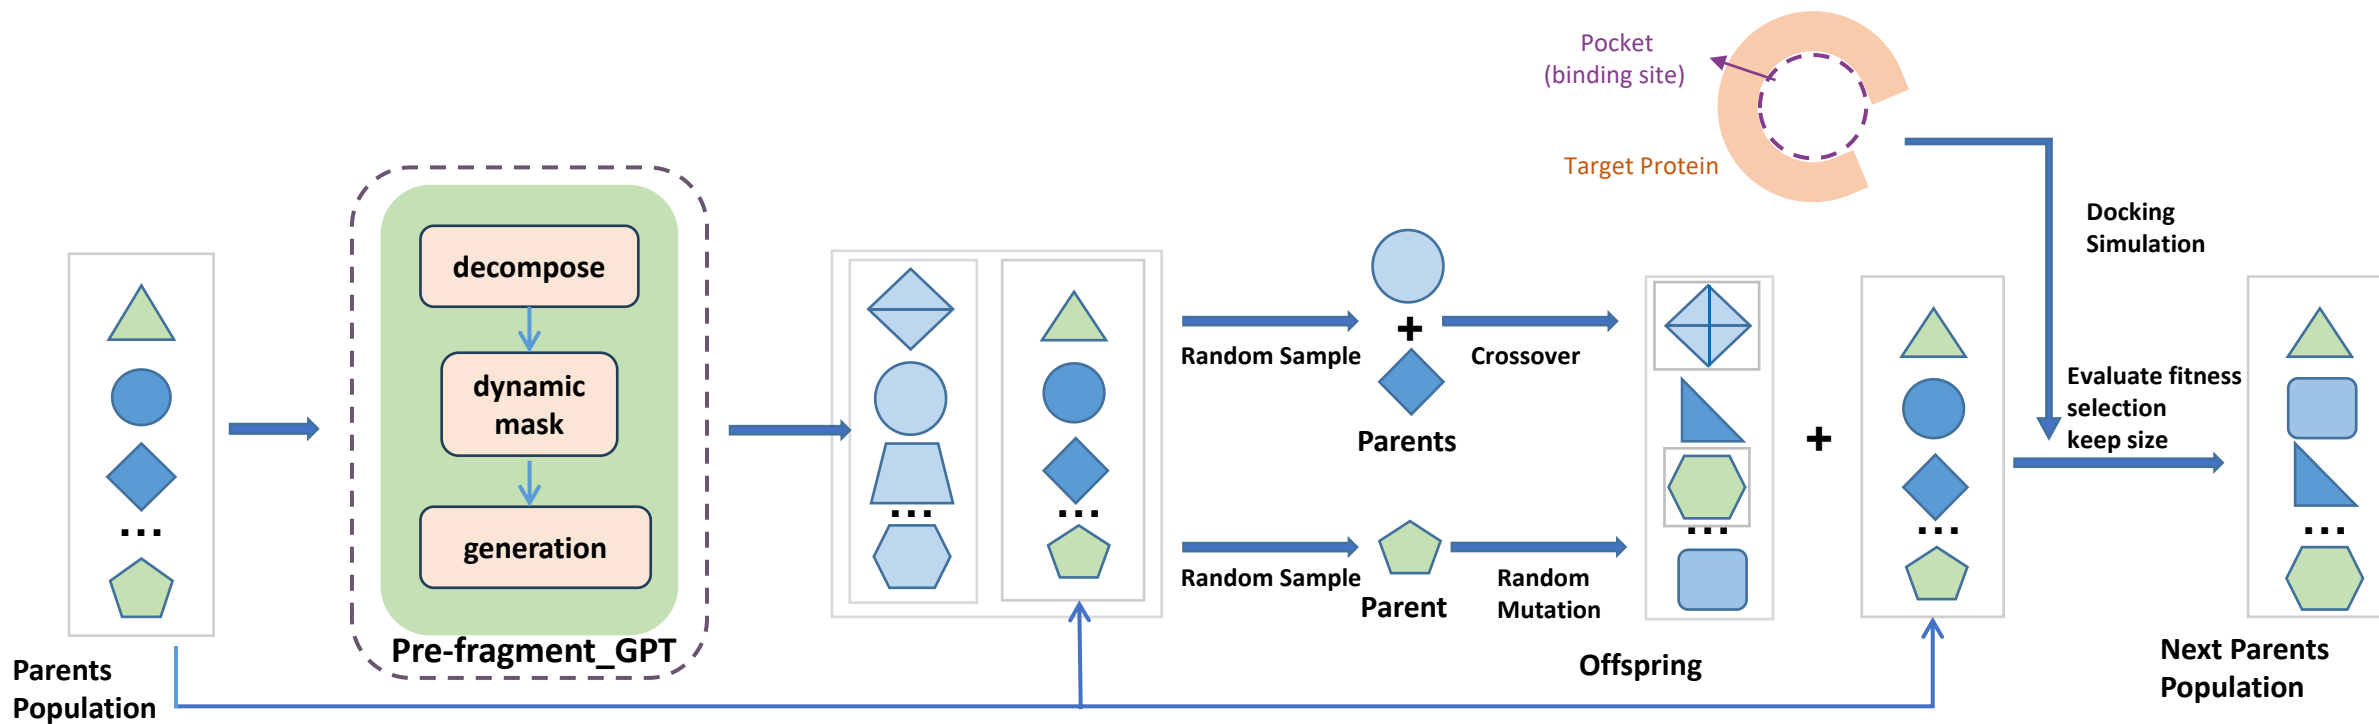 Pocket
(binding site)
Target Protein
Docking
Simulation
decompose
dynamic
mask
generation
Pre-fragment_GPT
Parents
Population
...
...
...
Random Sample
+
Crossover
Parents
Random Sample
Parent
Random
Mutation
...
Offspring
+
...
Evaluate fitness
selection
keep size
...
Next Parents
Population